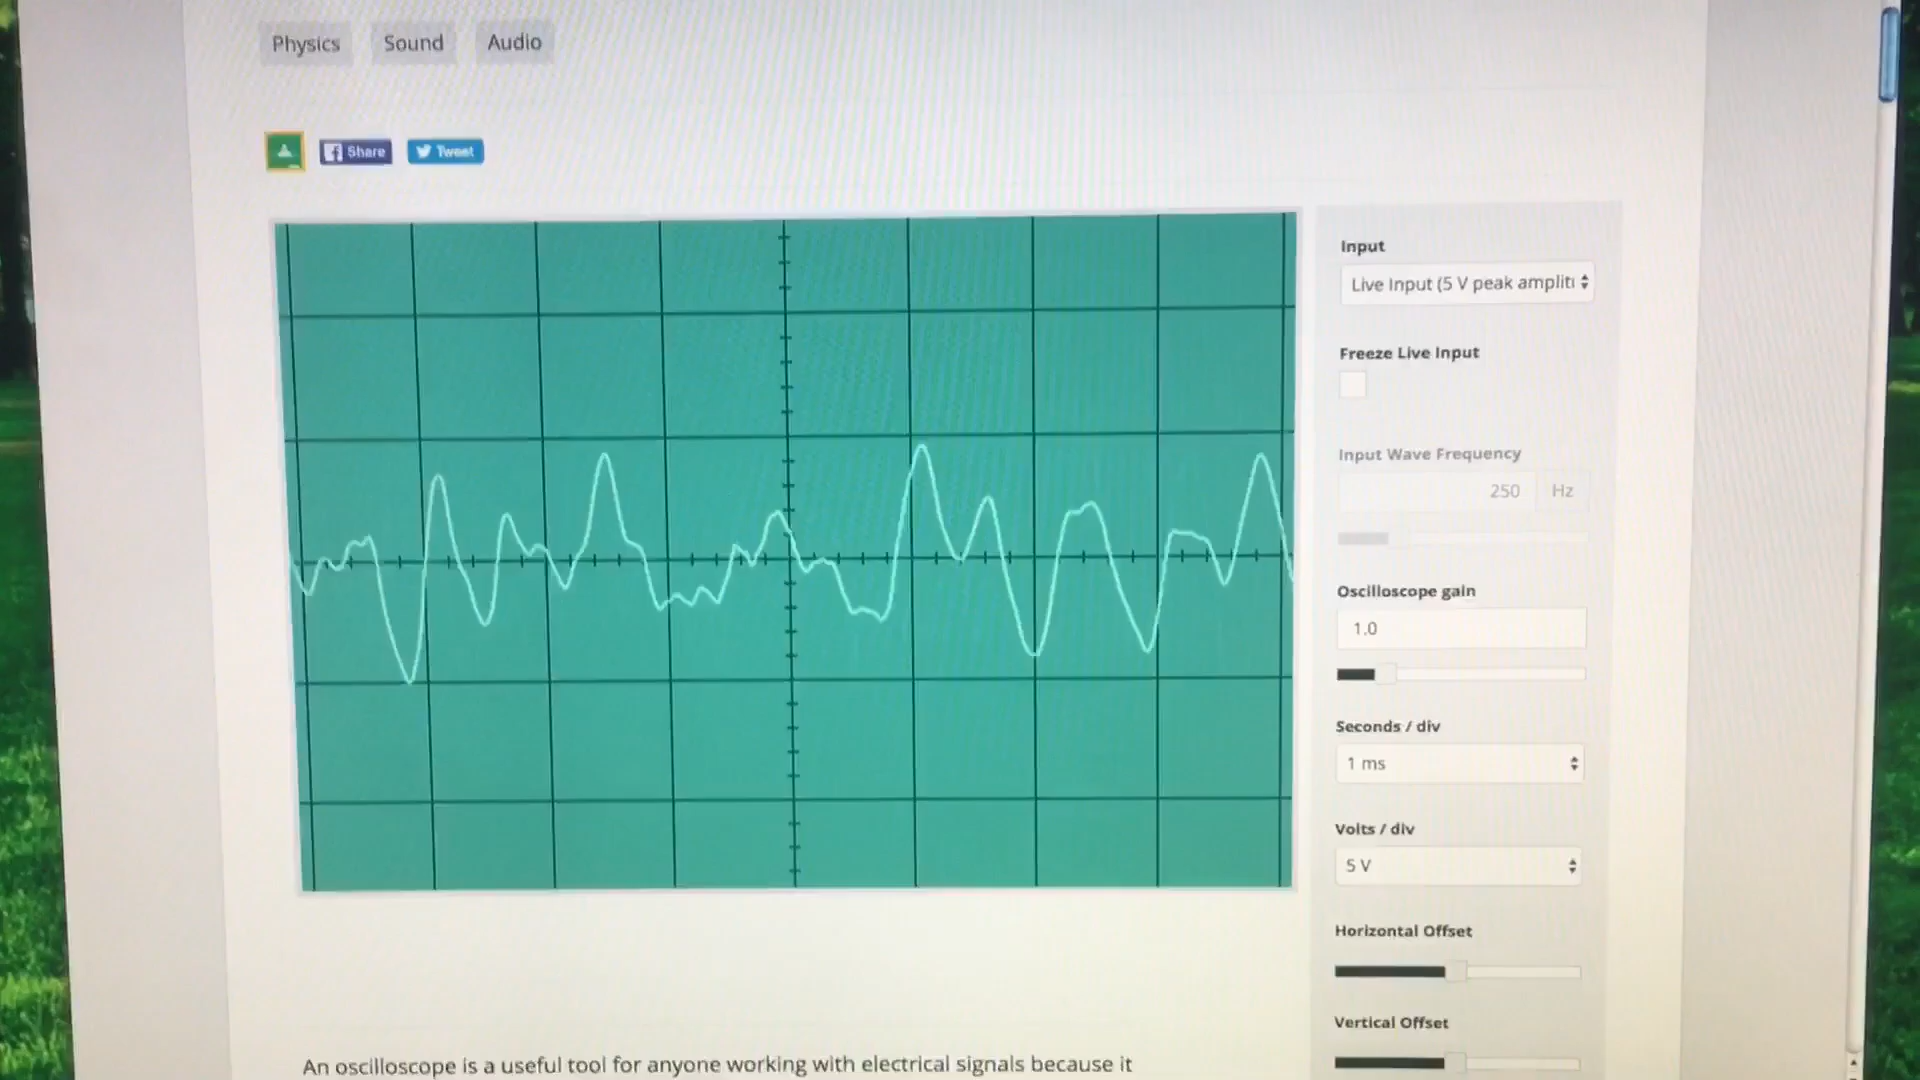 Physics Sound Audio
Share Tweet
Input
Live Input (5 V peak amplit
Freeze Live Input
Input Wave Frequency
250 Hz
Oscilloscope gain
1.0
Seconds / div
1 ms
Volts / div
5 V
Horizontal Offset
Vertical Offset
An oscilloscope is a useful tool for anyone working with electrical signals because it